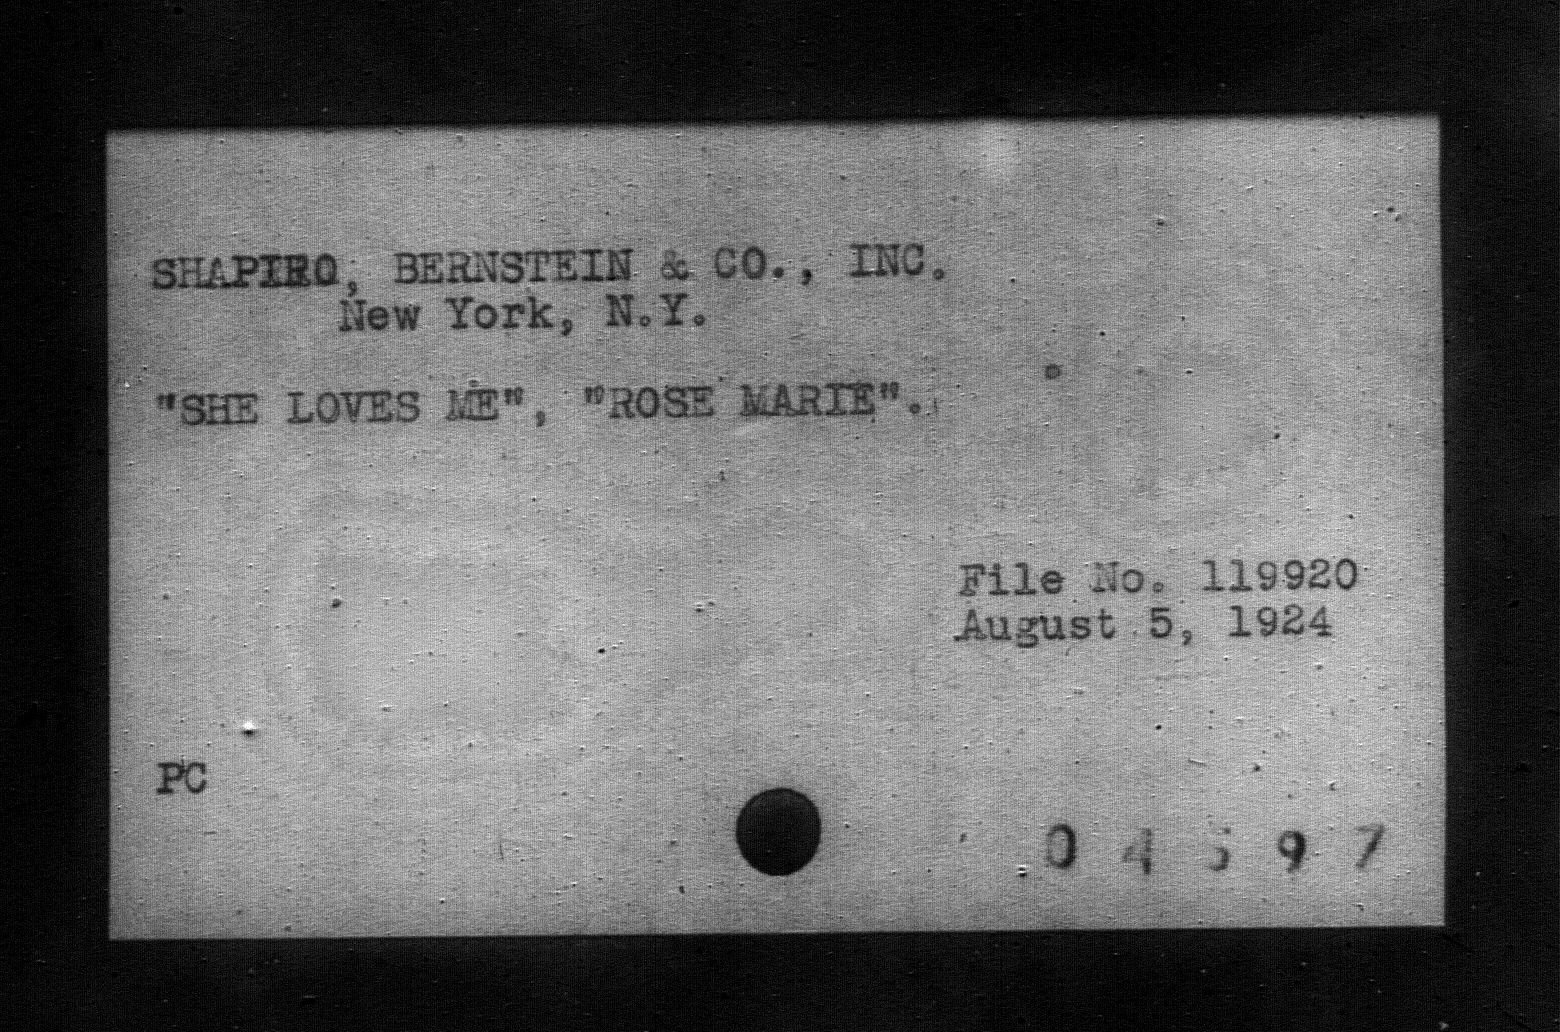 SHAPIRO, BERNSTEIN & CO., INC.
New York, N.Y.
"SHE LOVES ME", "ROSE MARIE".
File No. 119920
August 5, 1924
PC